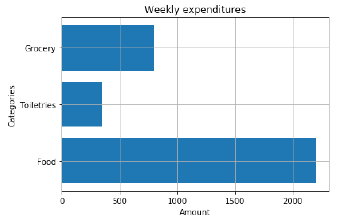 Weekly expenditures
Grocery
Toiletries
Food
Categories
0 500 1000 1500 2000
Amount